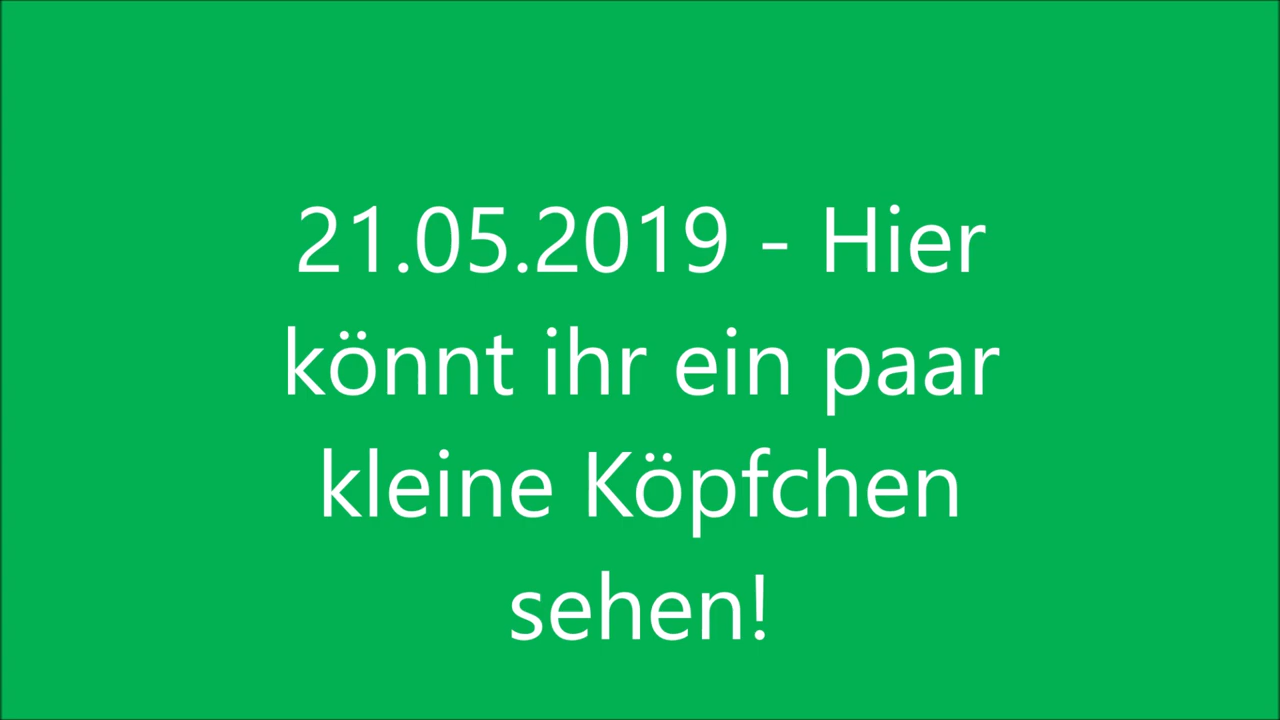 21.05.2019 - Hier
könnt ihr ein paar
kleine Köpfchen
sehen!